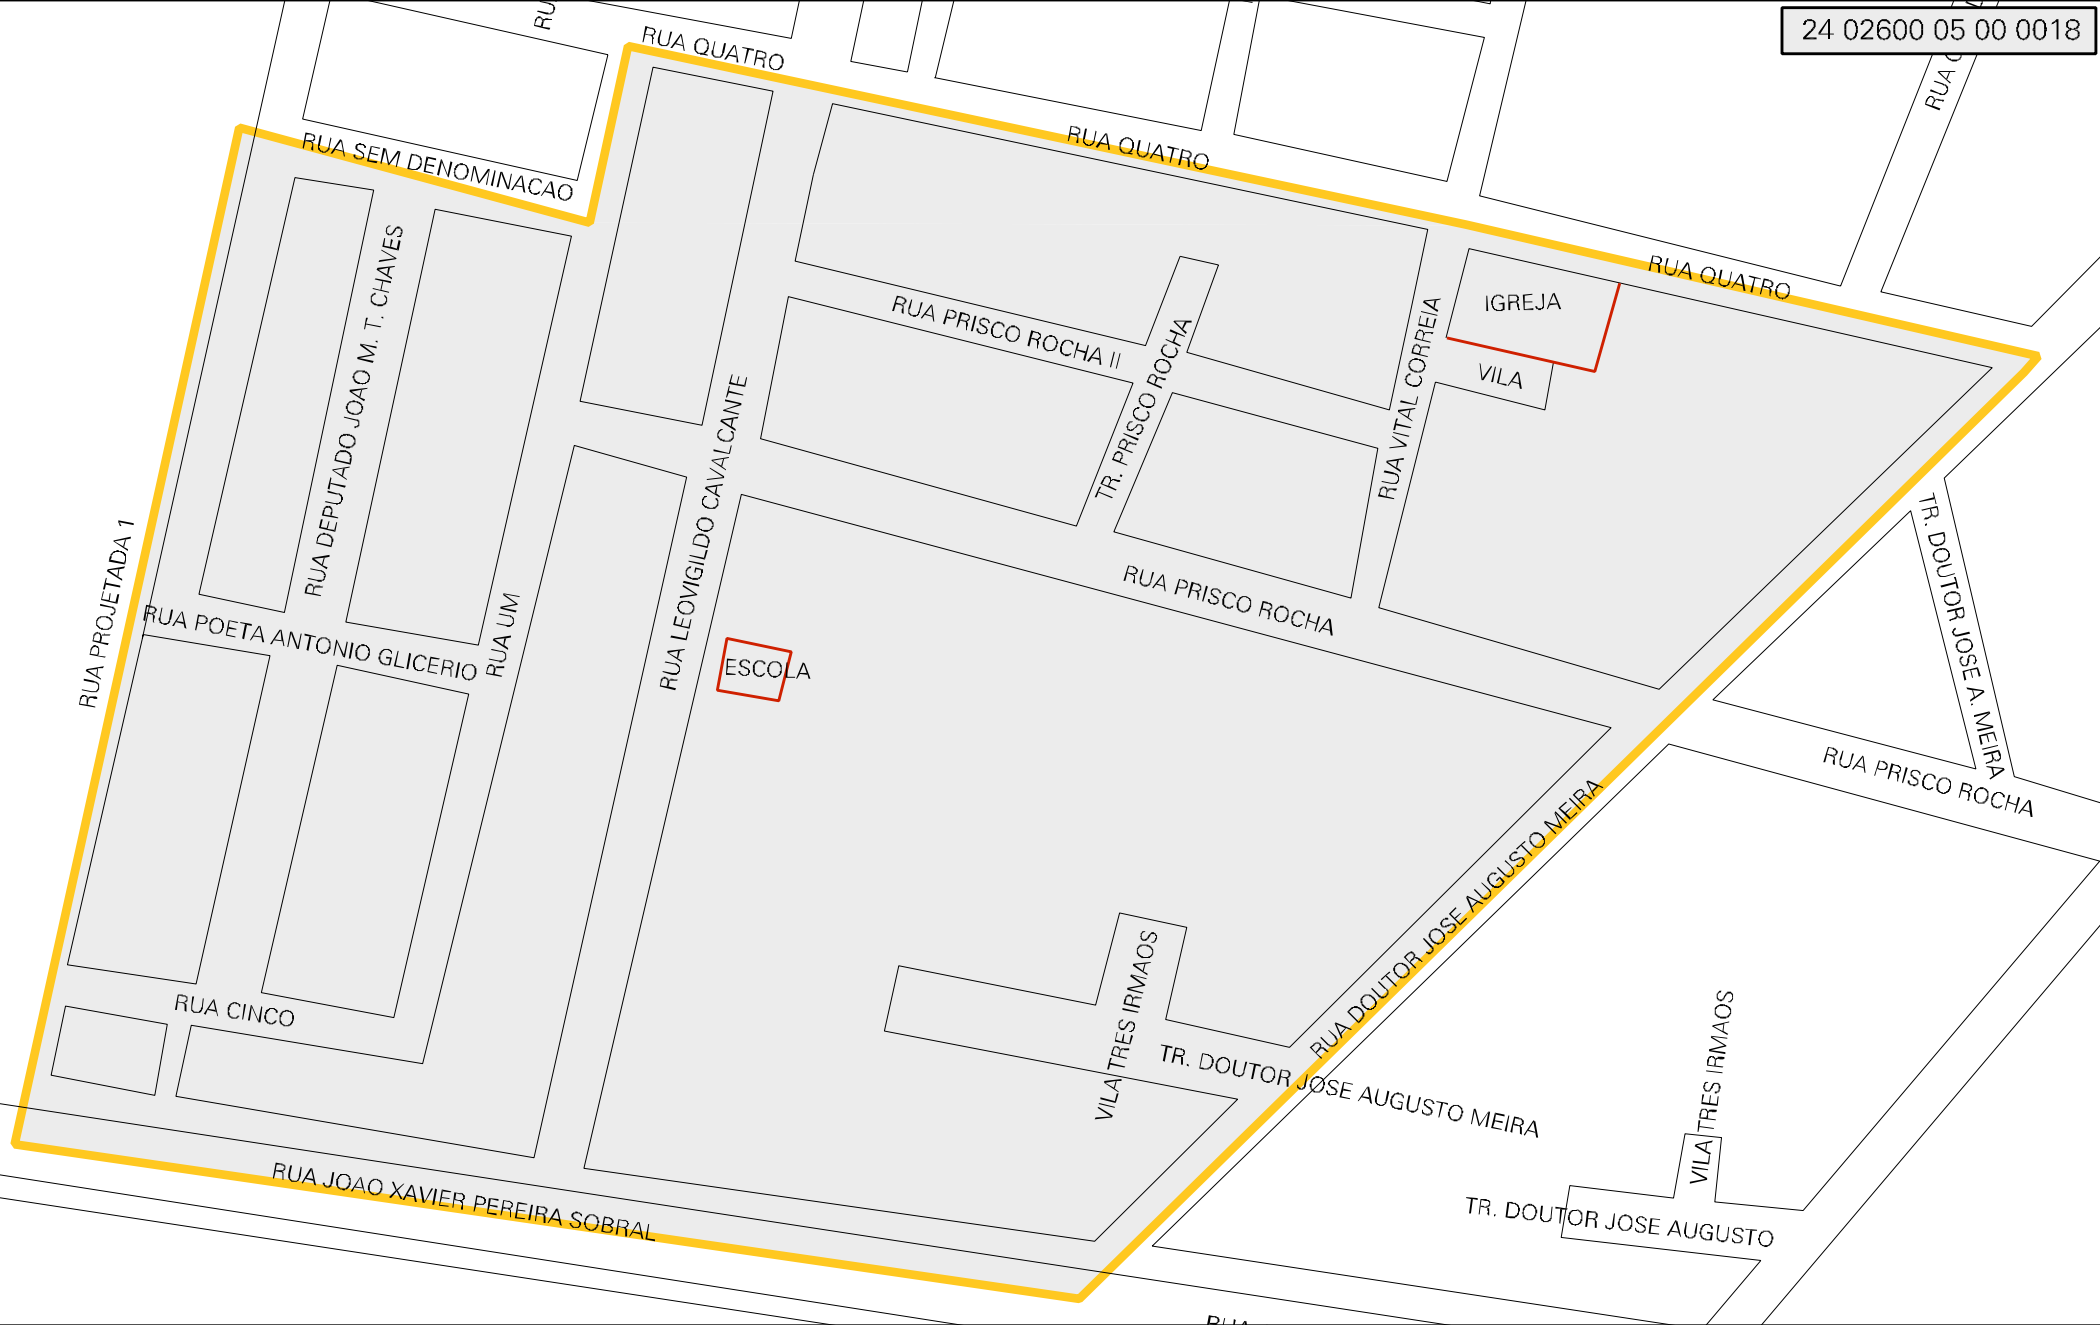 24 02600 05 00 0018
RU
RUA QUATRO
RUA
RUA SEM DENOMINACAO
RUA QUATRO
RUA QUATRO
IGREJA
VILA
RUA DEPUTADO JOAO M. T. CHAVES
RUA PRISCO ROCHA II
TR. PRISCO ROCHA
RUA VITAL CORREIA
RUA LEOVIGILDO CAVALCANTE
RUA PROJETADA 1
RUA POETA ANTONIO GLICERIO
RUA UM
RUA PRISCO ROCHA
ESCOLA
TR. DOUTOR JOSE A. MEIRA
RUA PRISCO ROCHA
RUA DOUTOR JOSE AUGUSTO MEIRA
RUA CINCO
VILA TRES IRMAOS
TR. DOUTOR JOSE AUGUSTO MEIRA
VILA TRES IRMAOS
TR. DOUTOR JOSE AUGUSTO
RUA JOAO XAVIER PEREIRA SOBRAL
RUA